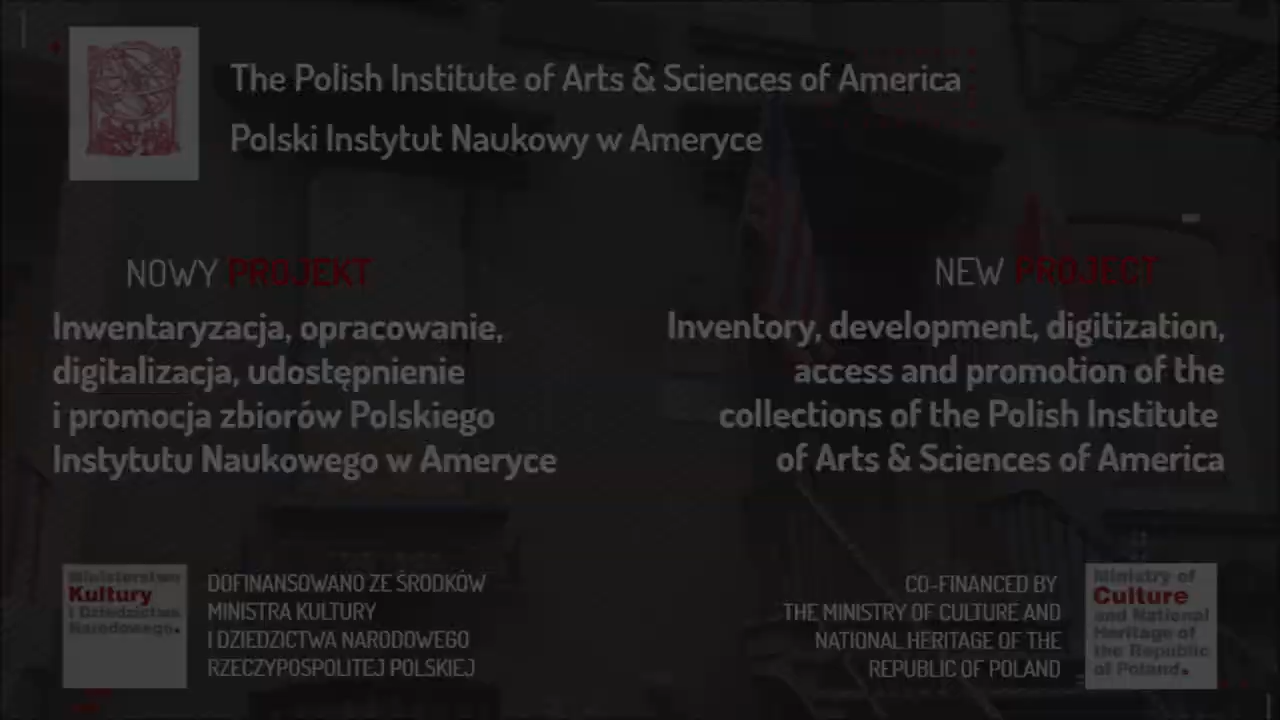 The Polish Institute of Arts & Sciences of America
Polski Instytut Naukowy w Ameryce
NOWY PROJEKT
Inwentaryzacja, opracowanie,
digitalizacja, udostępnienie
i promocja zbiorów Polskiego
Instytutu Naukowego w Ameryce
NEW PROJECT
Inventory, development, digitization,
access and promotion of the
collections of the Polish Institute
of Arts & Sciences of America
Ministerstwo
Kultury
i Dziedzictwa
Narodowego.
DOFINANSOWANO ZE ŚRODKÓW
MINISTRA KULTURY
I DZIEDZICTWA NARODOWEGO
RZECZYPOSPOLITEJ POLSKIEJ
CO-FINANCED BY
THE MINISTRY OF CULTURE AND
NATIONAL HERITAGE OF THE
REPUBLIC OF POLAND
Ministry of
Culture
and National
Heritage of
the Republic
of Poland.